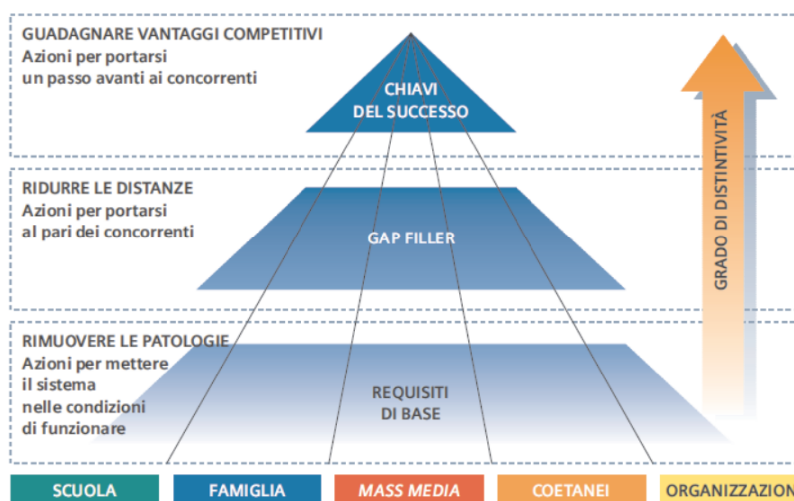 GUADAGNARE VANTAGGI COMPETITIVI
Azioni per portarsi
un passo avanti ai concorrenti
CHIAVI
DEL SUCCESSO
RIDURRE LE DISTANZE
Azioni per portarsi
al pari dei concorrenti
GAP FILLER
RIMUOVERE LE PATOLOGIE
Azioni per mettere
il sistema
nelle condizioni
di funzionare
REQUISITI
DI BASE
GRADO DI DISTINTIVITÀ
SCUOLA
FAMIGLIA
MASS MEDIA
COETANEI
ORGANIZZAZION